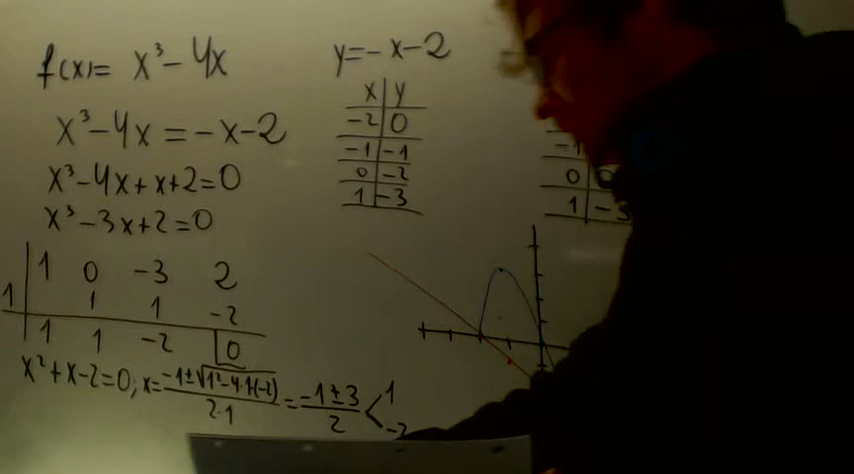 f(x)= x³-4x
x³-4x=-x-2
x³-4x+x+2=0
x³-3x+2=0
1 0 -3 2
1 1 1 -2
1 1 -2 0
x²+x-2=0; x= -1±√1²-4·1·(-2) / 2·1 = -1±3 / 2 < 1 -2
y=-x-2
x y
-2 0
-1 -1
0 -2
1 -3
-1
0 0
1 -3